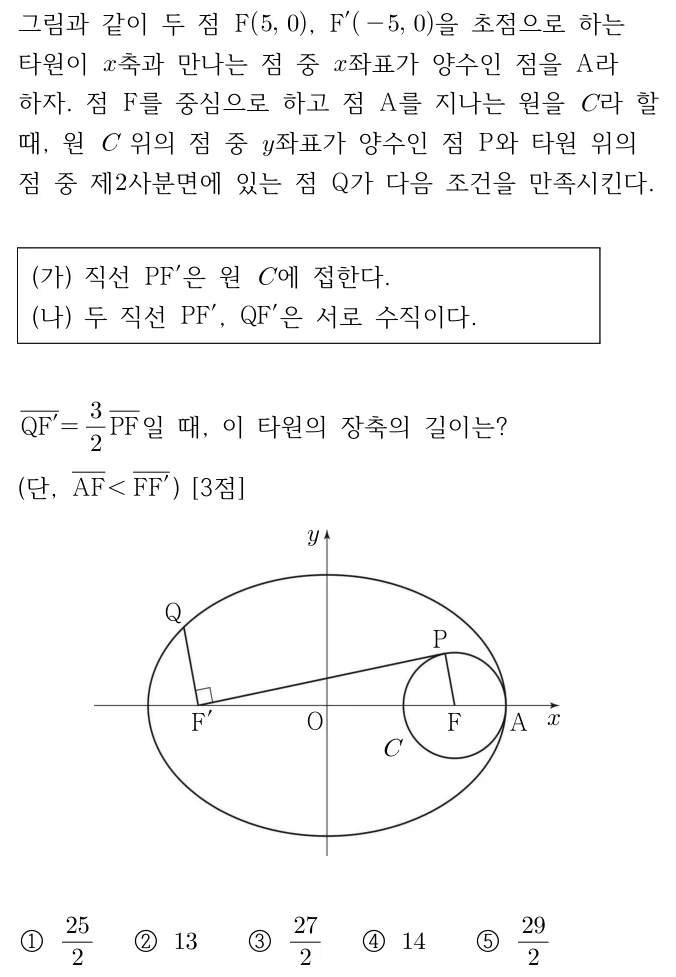 그림과 같이 두 점 F(5, 0), F′(−5, 0)을 초점으로 하는
타원이 x축과 만나는 점 중 x좌표가 양수인 점을 A라
하자. 점 F를 중심으로 하고 점 A를 지나는 원을 C라 할
때, 원 C 위의 점 중 y좌표가 양수인 점 P와 타원 위의
점 중 제2사분면에 있는 점 Q가 다음 조건을 만족시킨다.
(가) 직선 PF′은 원 C에 접한다.
(나) 두 직선 PF′, QF′은 서로 수직이다.
$\overline{QF′}=\frac{3}{2}\overline{PF}$일 때, 이 타원의 장축의 길이는?
(단, $\overline{AF}<\overline{FF′}$) [3점]
y
Q
P
F′ O F A x
C
① 25/2 ② 13 ③ 27/2 ④ 14 ⑤ 29/2